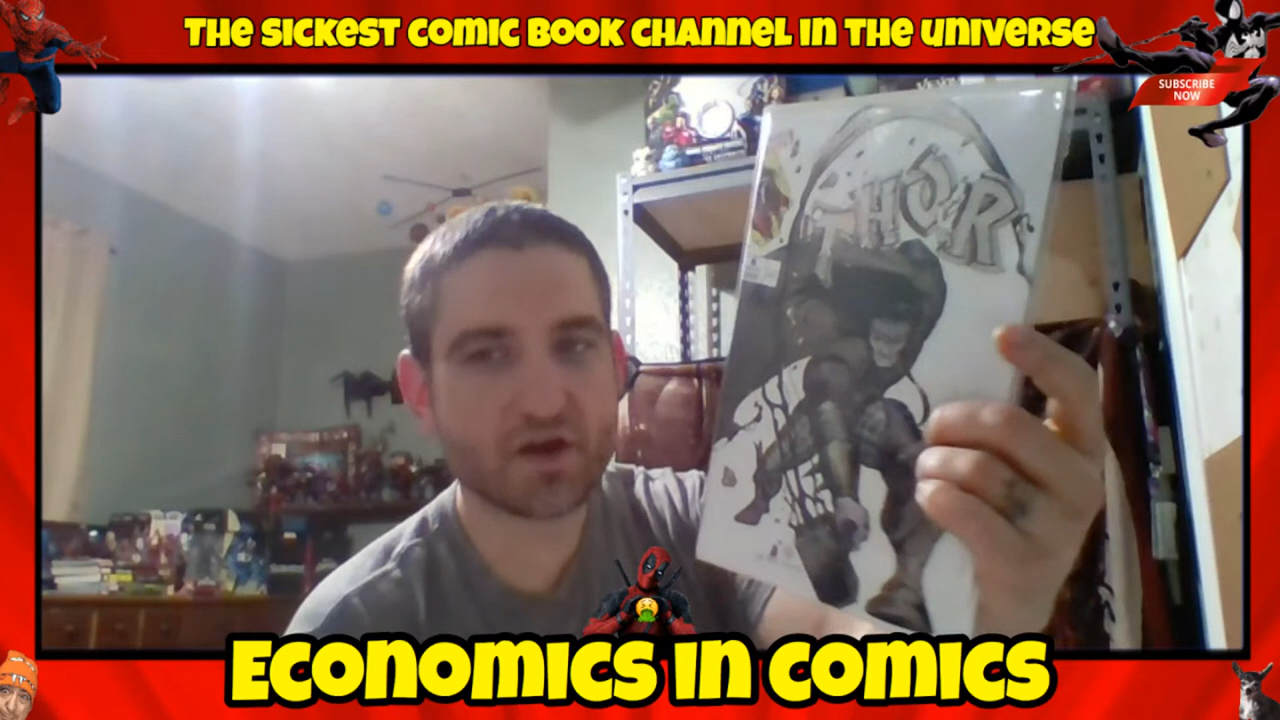 THE SICKEST COMIC BOOK CHANNEL IN THE UNIVERSE
SUBSCRIBE
NOW
THOR
ECONOMICS IN COMICS